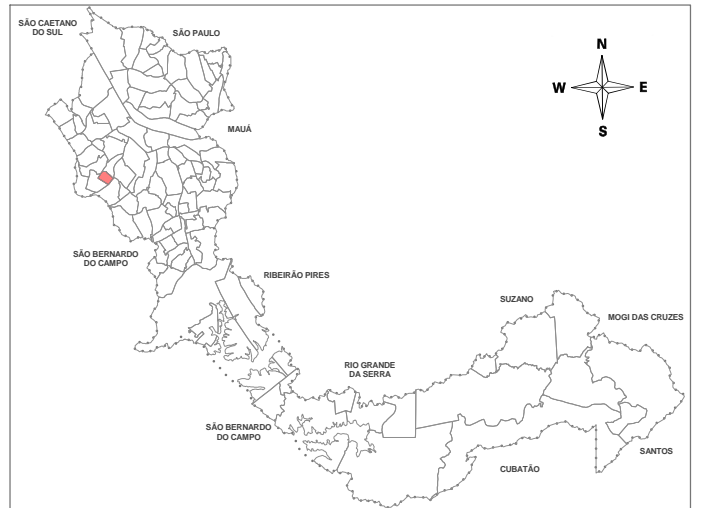 SÃO CAETANO
DO SUL
SÃO PAULO
N
W
E
S
MAUÁ
SÃO BERNARDO
DO CAMPO
RIBEIRÃO PIRES
SUZANO
MOGI DAS CRUZES
RIO GRANDE
DA SERRA
SÃO BERNARDO
DO CAMPO
SANTOS
CUBATÃO